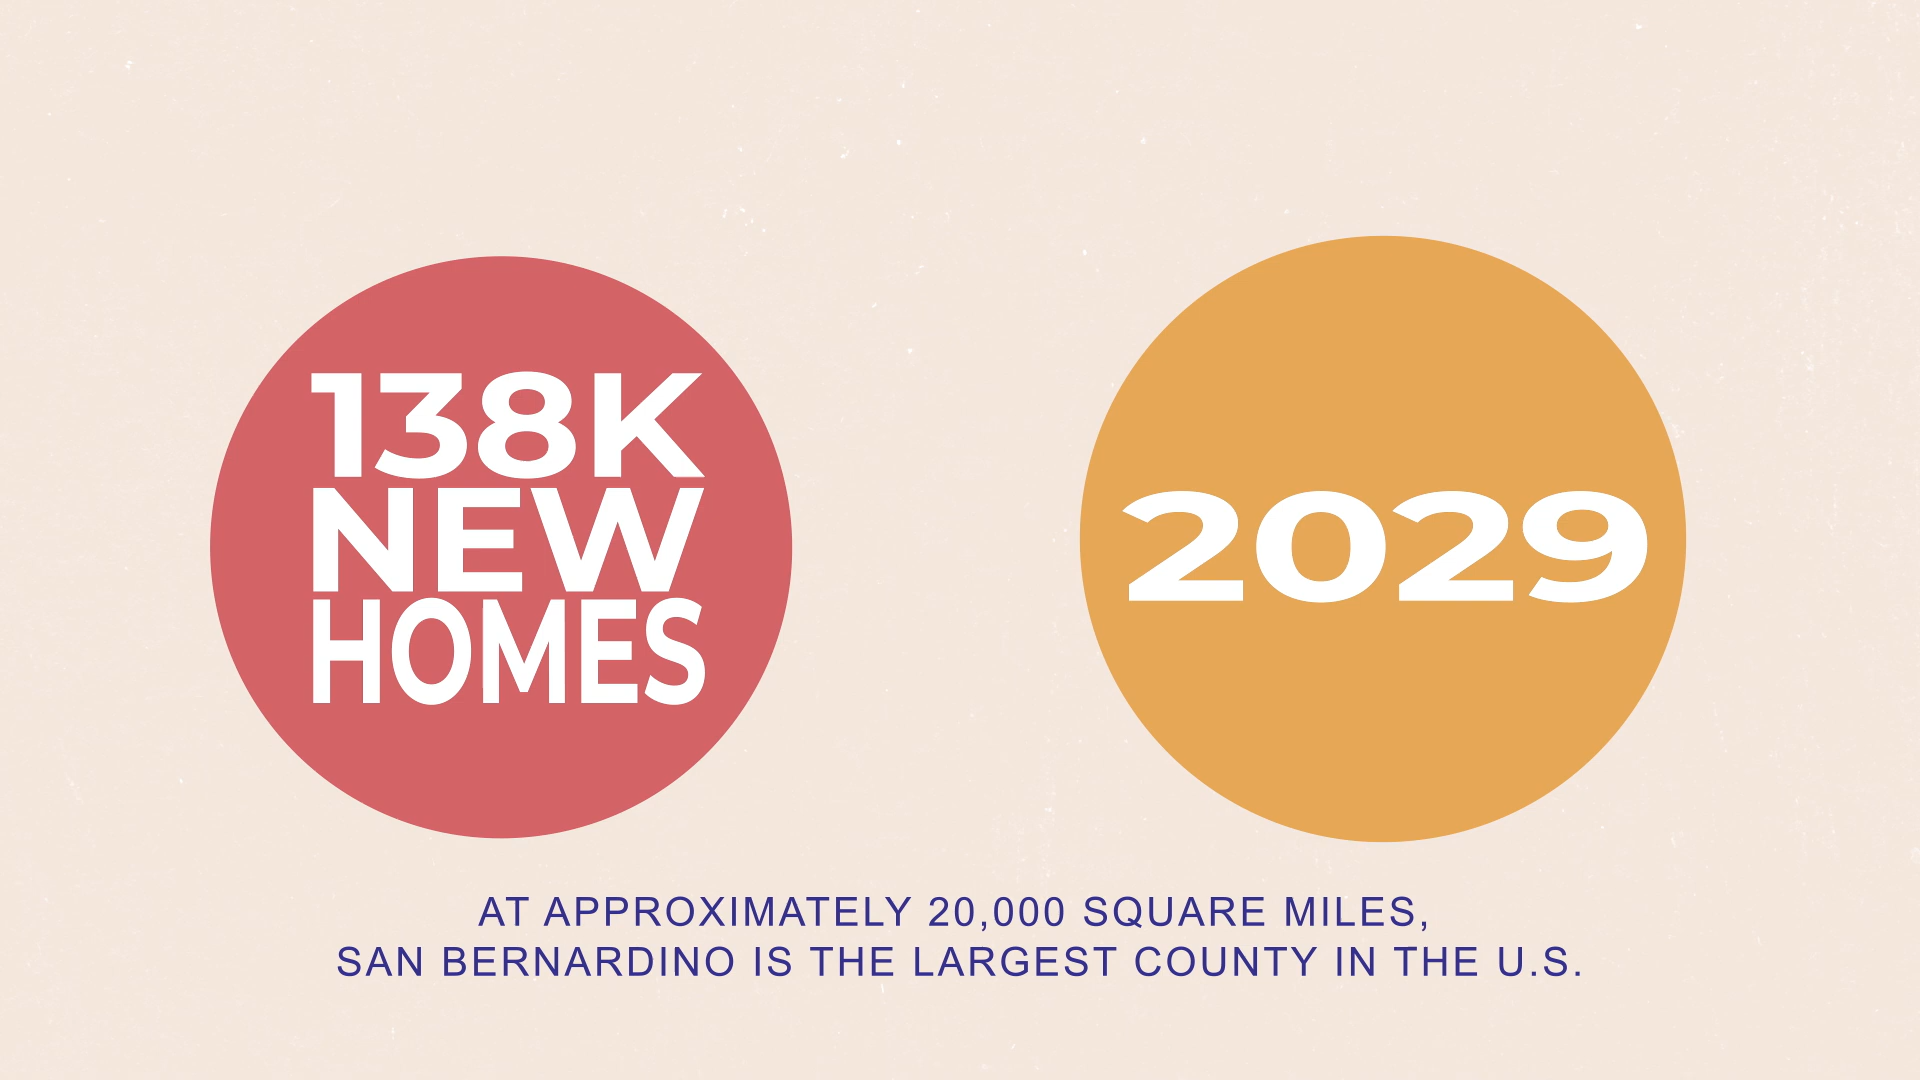 138K
NEW
HOMES
2029
AT APPROXIMATELY 20,000 SQUARE MILES,
SAN BERNARDINO IS THE LARGEST COUNTY IN THE U.S.